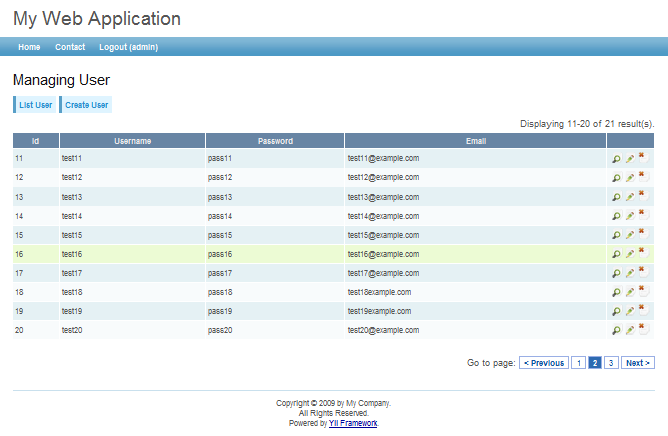 My Web Application
Home Contact Logout (admin)
Managing User
List User Create User
Displaying 11-20 of 21 result(s).
Id Username Password Email
11 test11 pass11 test11@example.com
12 test12 pass12 test12@example.com
13 test13 pass13 test13@example.com
14 test14 pass14 test14@example.com
15 test15 pass15 test15@example.com
16 test16 pass16 test16@example.com
17 test17 pass17 test17@example.com
18 test18 pass18 test18example.com
19 test19 pass19 test19example.com
20 test20 pass20 test20@example.com
Go to page: < Previous 1 2 3 Next >
Copyright © 2009 by My Company.
All Rights Reserved.
Powered by Yii Framework.